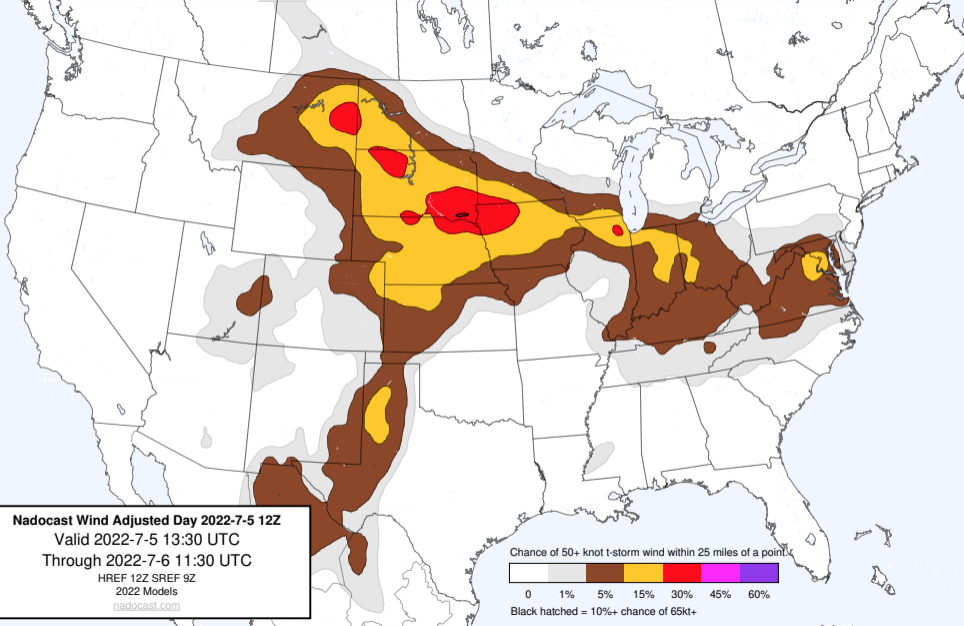 Nadocast Wind Adjusted Day 2022-7-5 12Z
Valid 2022-7-5 13:30 UTC
Through 2022-7-6 11:30 UTC
HREF 12Z SREF 9Z
2022 Models
nadocast.com
Chance of 50+ knot t-storm wind within 25 miles of a point.
0 1% 5% 15% 30% 45% 60%
Black hatched = 10%+ chance of 65kt+